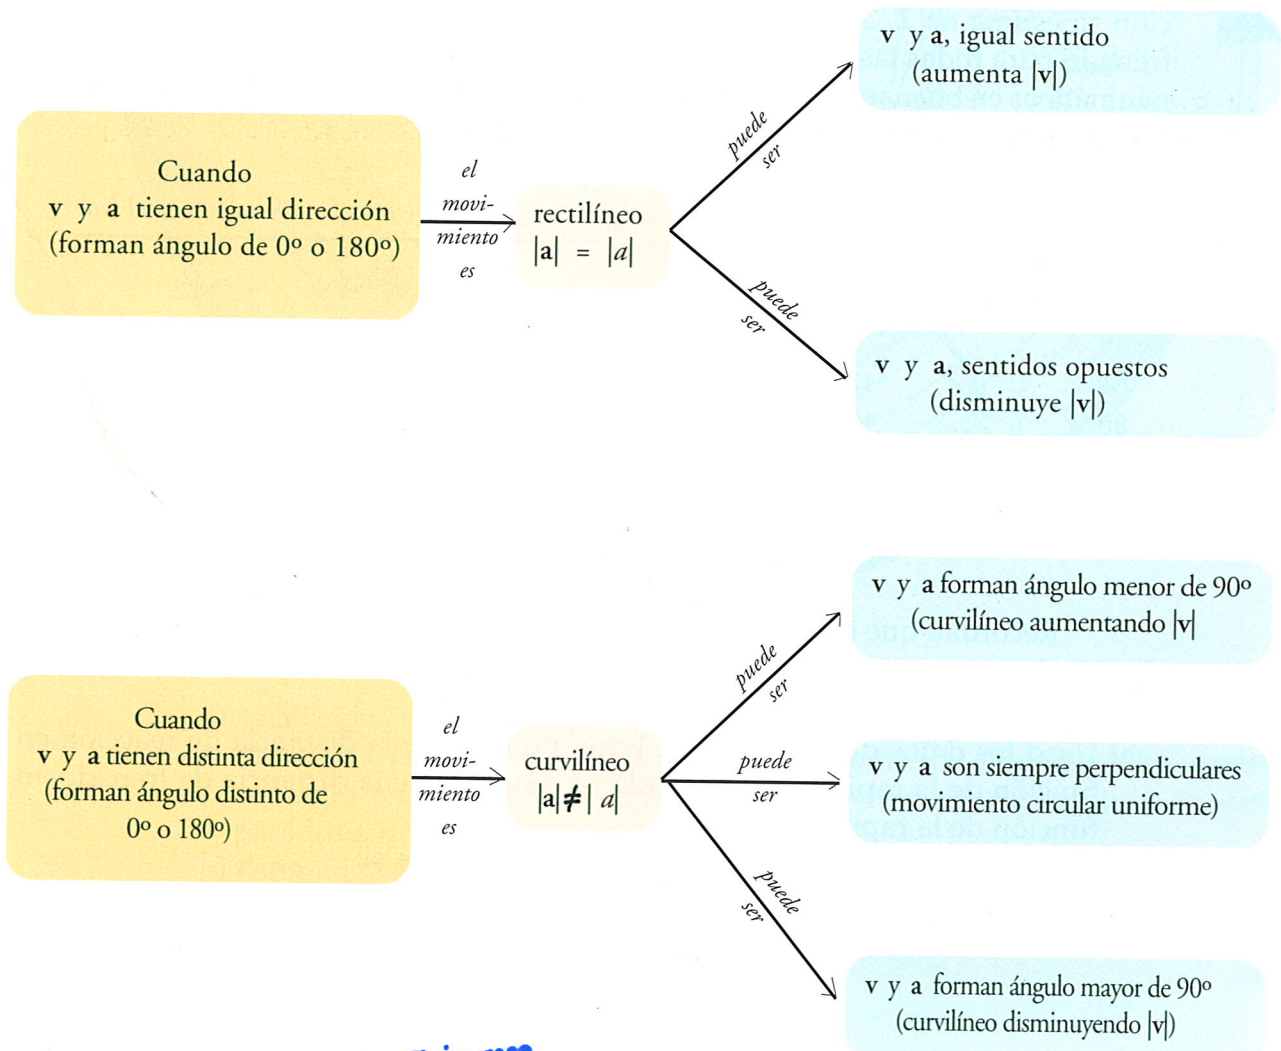 Cuando
v y a tienen igual dirección
(forman ángulo de 0º o 180º)
el
movi-
miento
es
rectilíneo
|a| = |a|
puede
ser
v y a, igual sentido
(aumenta |v|)
puede
ser
v y a, sentidos opuestos
(disminuye |v|)
Cuando
v y a tienen distinta dirección
(forman ángulo distinto de
0º o 180º)
el
movi-
miento
es
curvilíneo
|a| ≠ | a|
puede
ser
v y a forman ángulo menor de 90º
(curvilíneo aumentando |v|
puede
ser
v y a son siempre perpendiculares
(movimiento circular uniforme)
puede
ser
v y a forman ángulo mayor de 90º
(curvilíneo disminuyendo |v|)